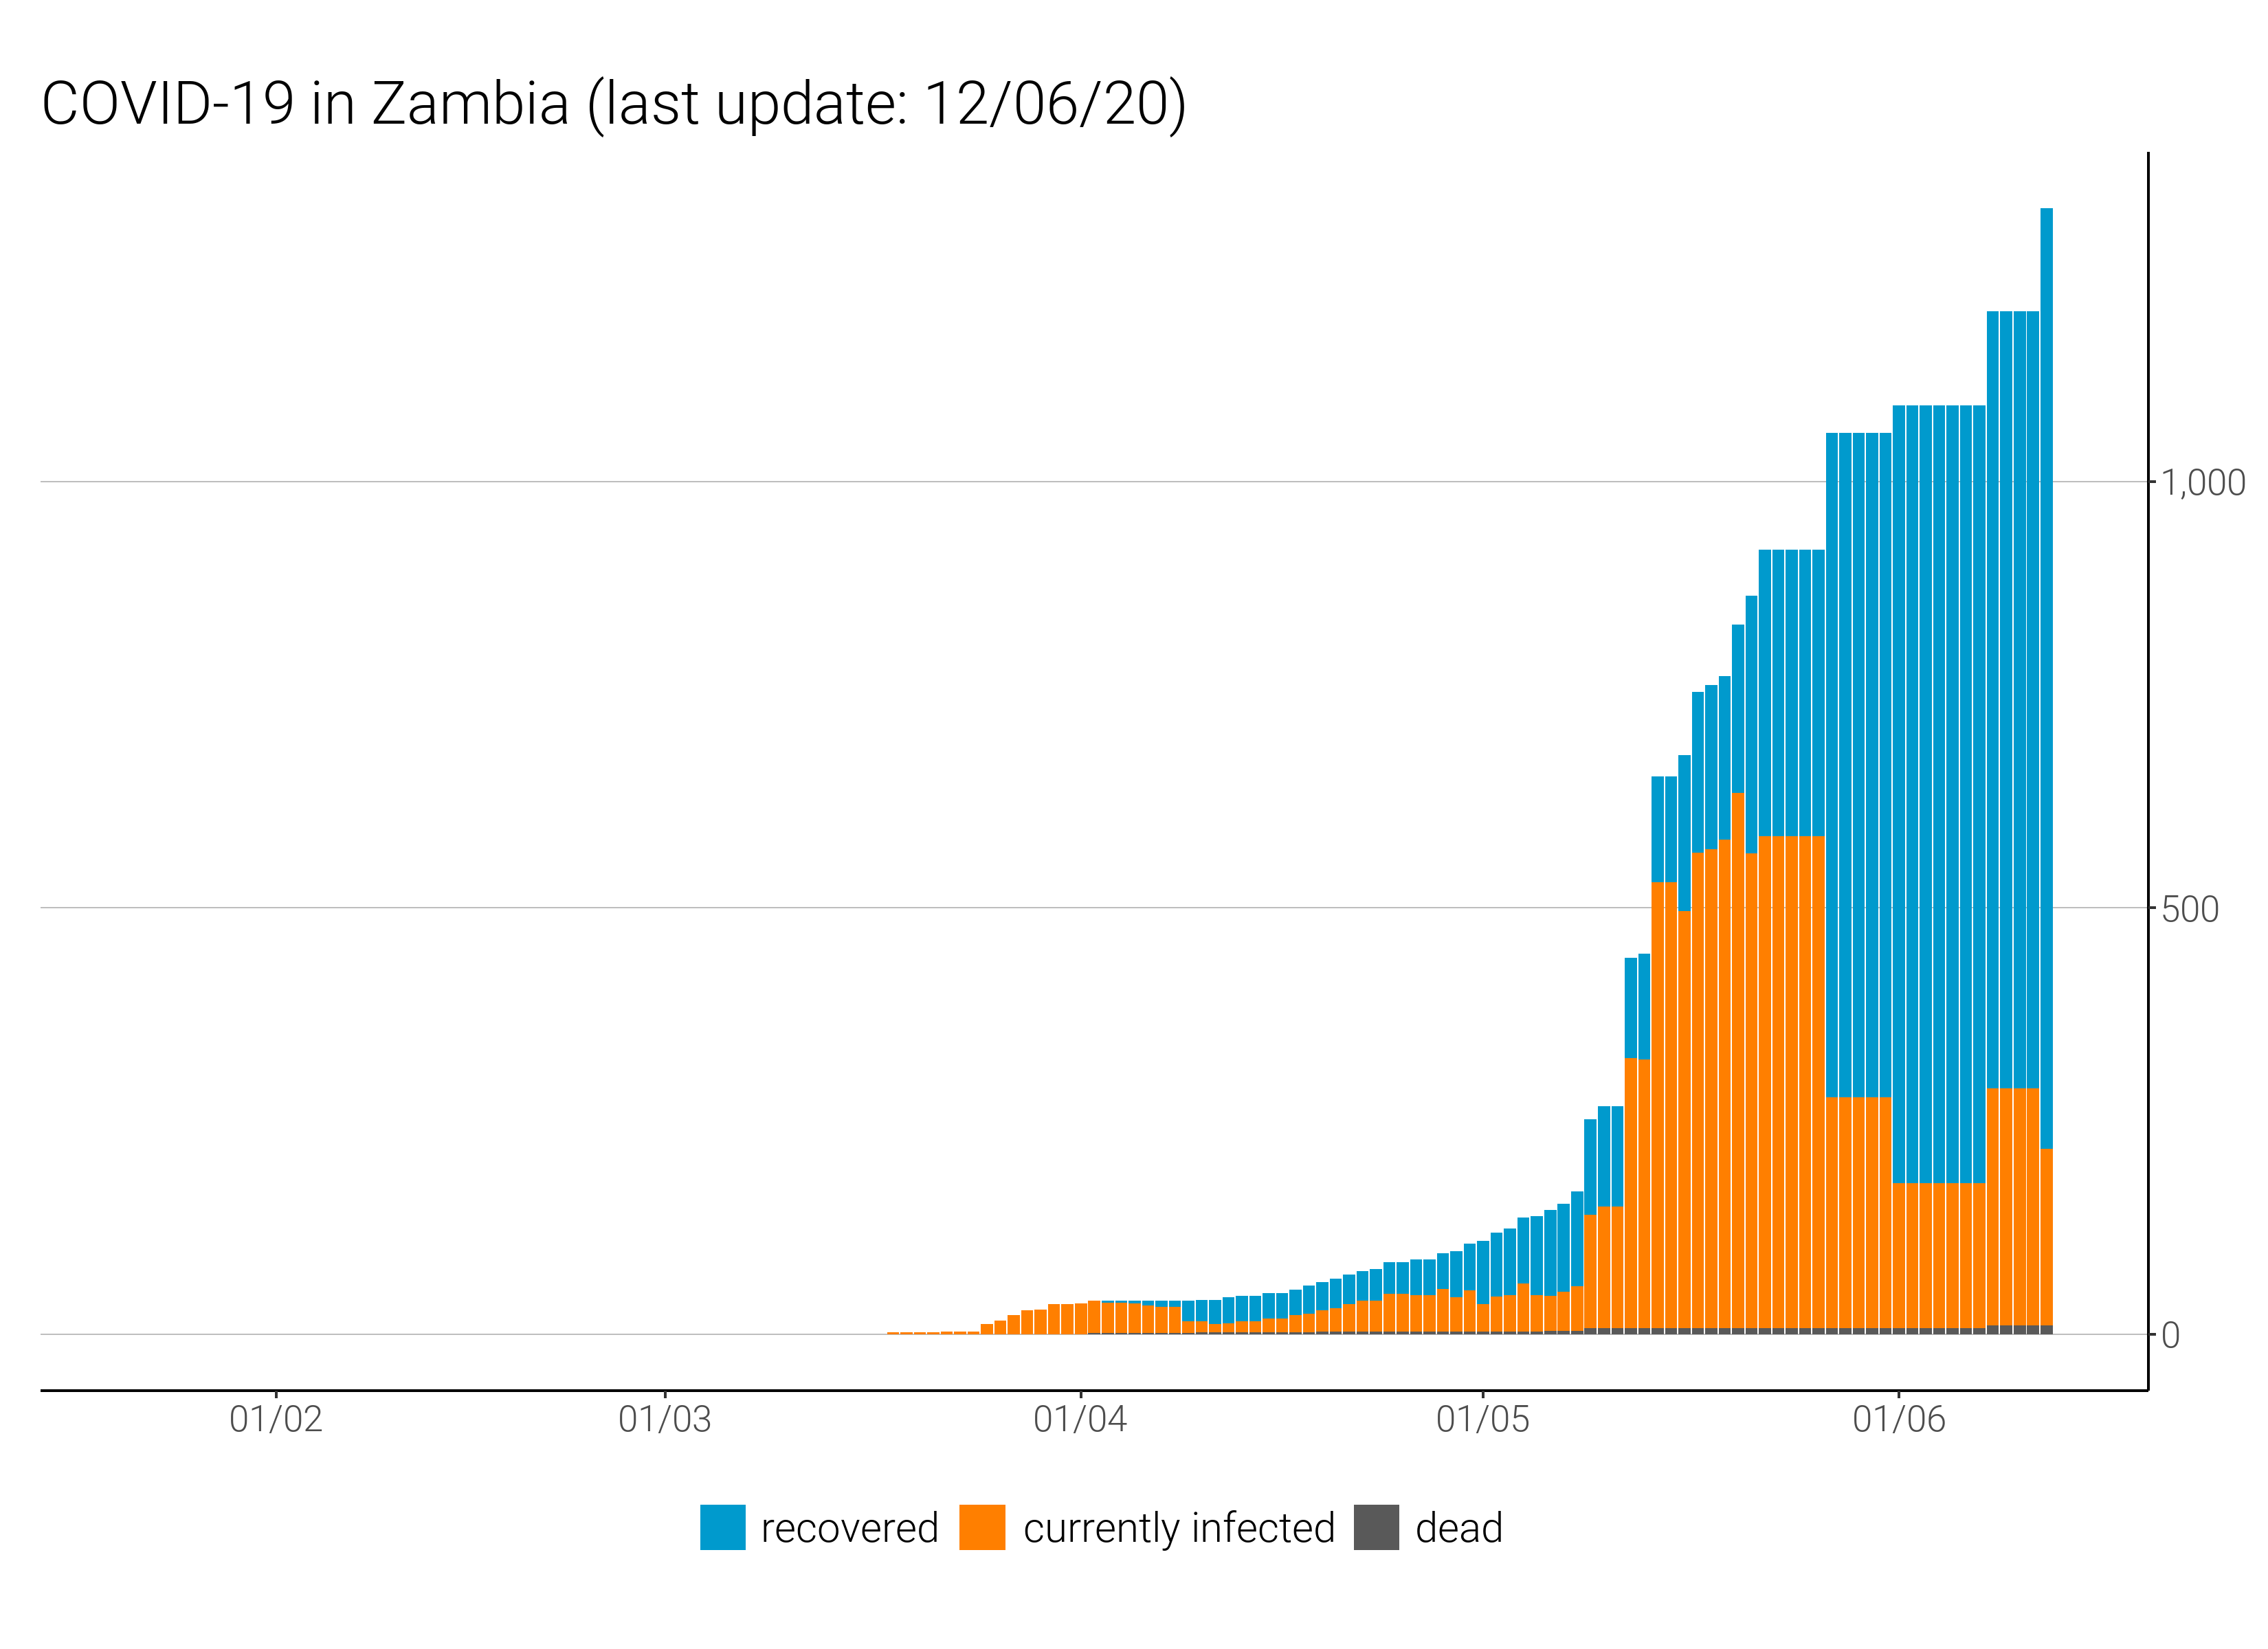 COVID-19 in Zambia (last update: 12/06/20)
1,000
500
0
01/02 01/03 01/04 01/05 01/06
recovered currently infected dead